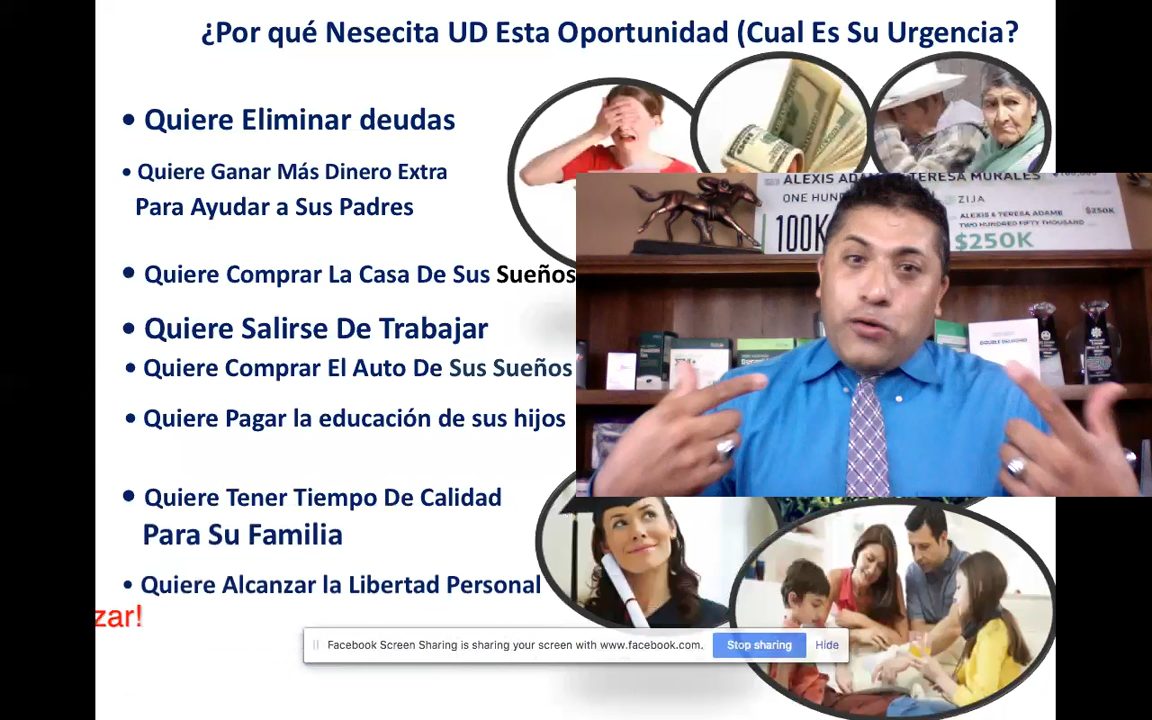 ¿Por qué Nesecita UD Esta Oportunidad (Cual Es Su Urgencia?
• Quiere Eliminar deudas
• Quiere Ganar Más Dinero Extra
Para Ayudar a Sus Padres
• Quiere Comprar La Casa De Sus Sueños
• Quiere Salirse De Trabajar
• Quiere Comprar El Auto De Sus Sueños
• Quiere Pagar la educación de sus hijos
• Quiere Tener Tiempo De Calidad
Para Su Familia
• Quiere Alcanzar la Libertad Personal
zar!
ALEXIS ADAM
TERESA MORALES
ONE HUN
100K
ZIJA
ALEXIS & TERESA ADAME
$250K
TWO HUNDRED FIFTY THOUSAND
$250K
DOUBLE DIAMOND
Facebook Screen Sharing is sharing your screen with www.facebook.com.
Stop sharing
Hide